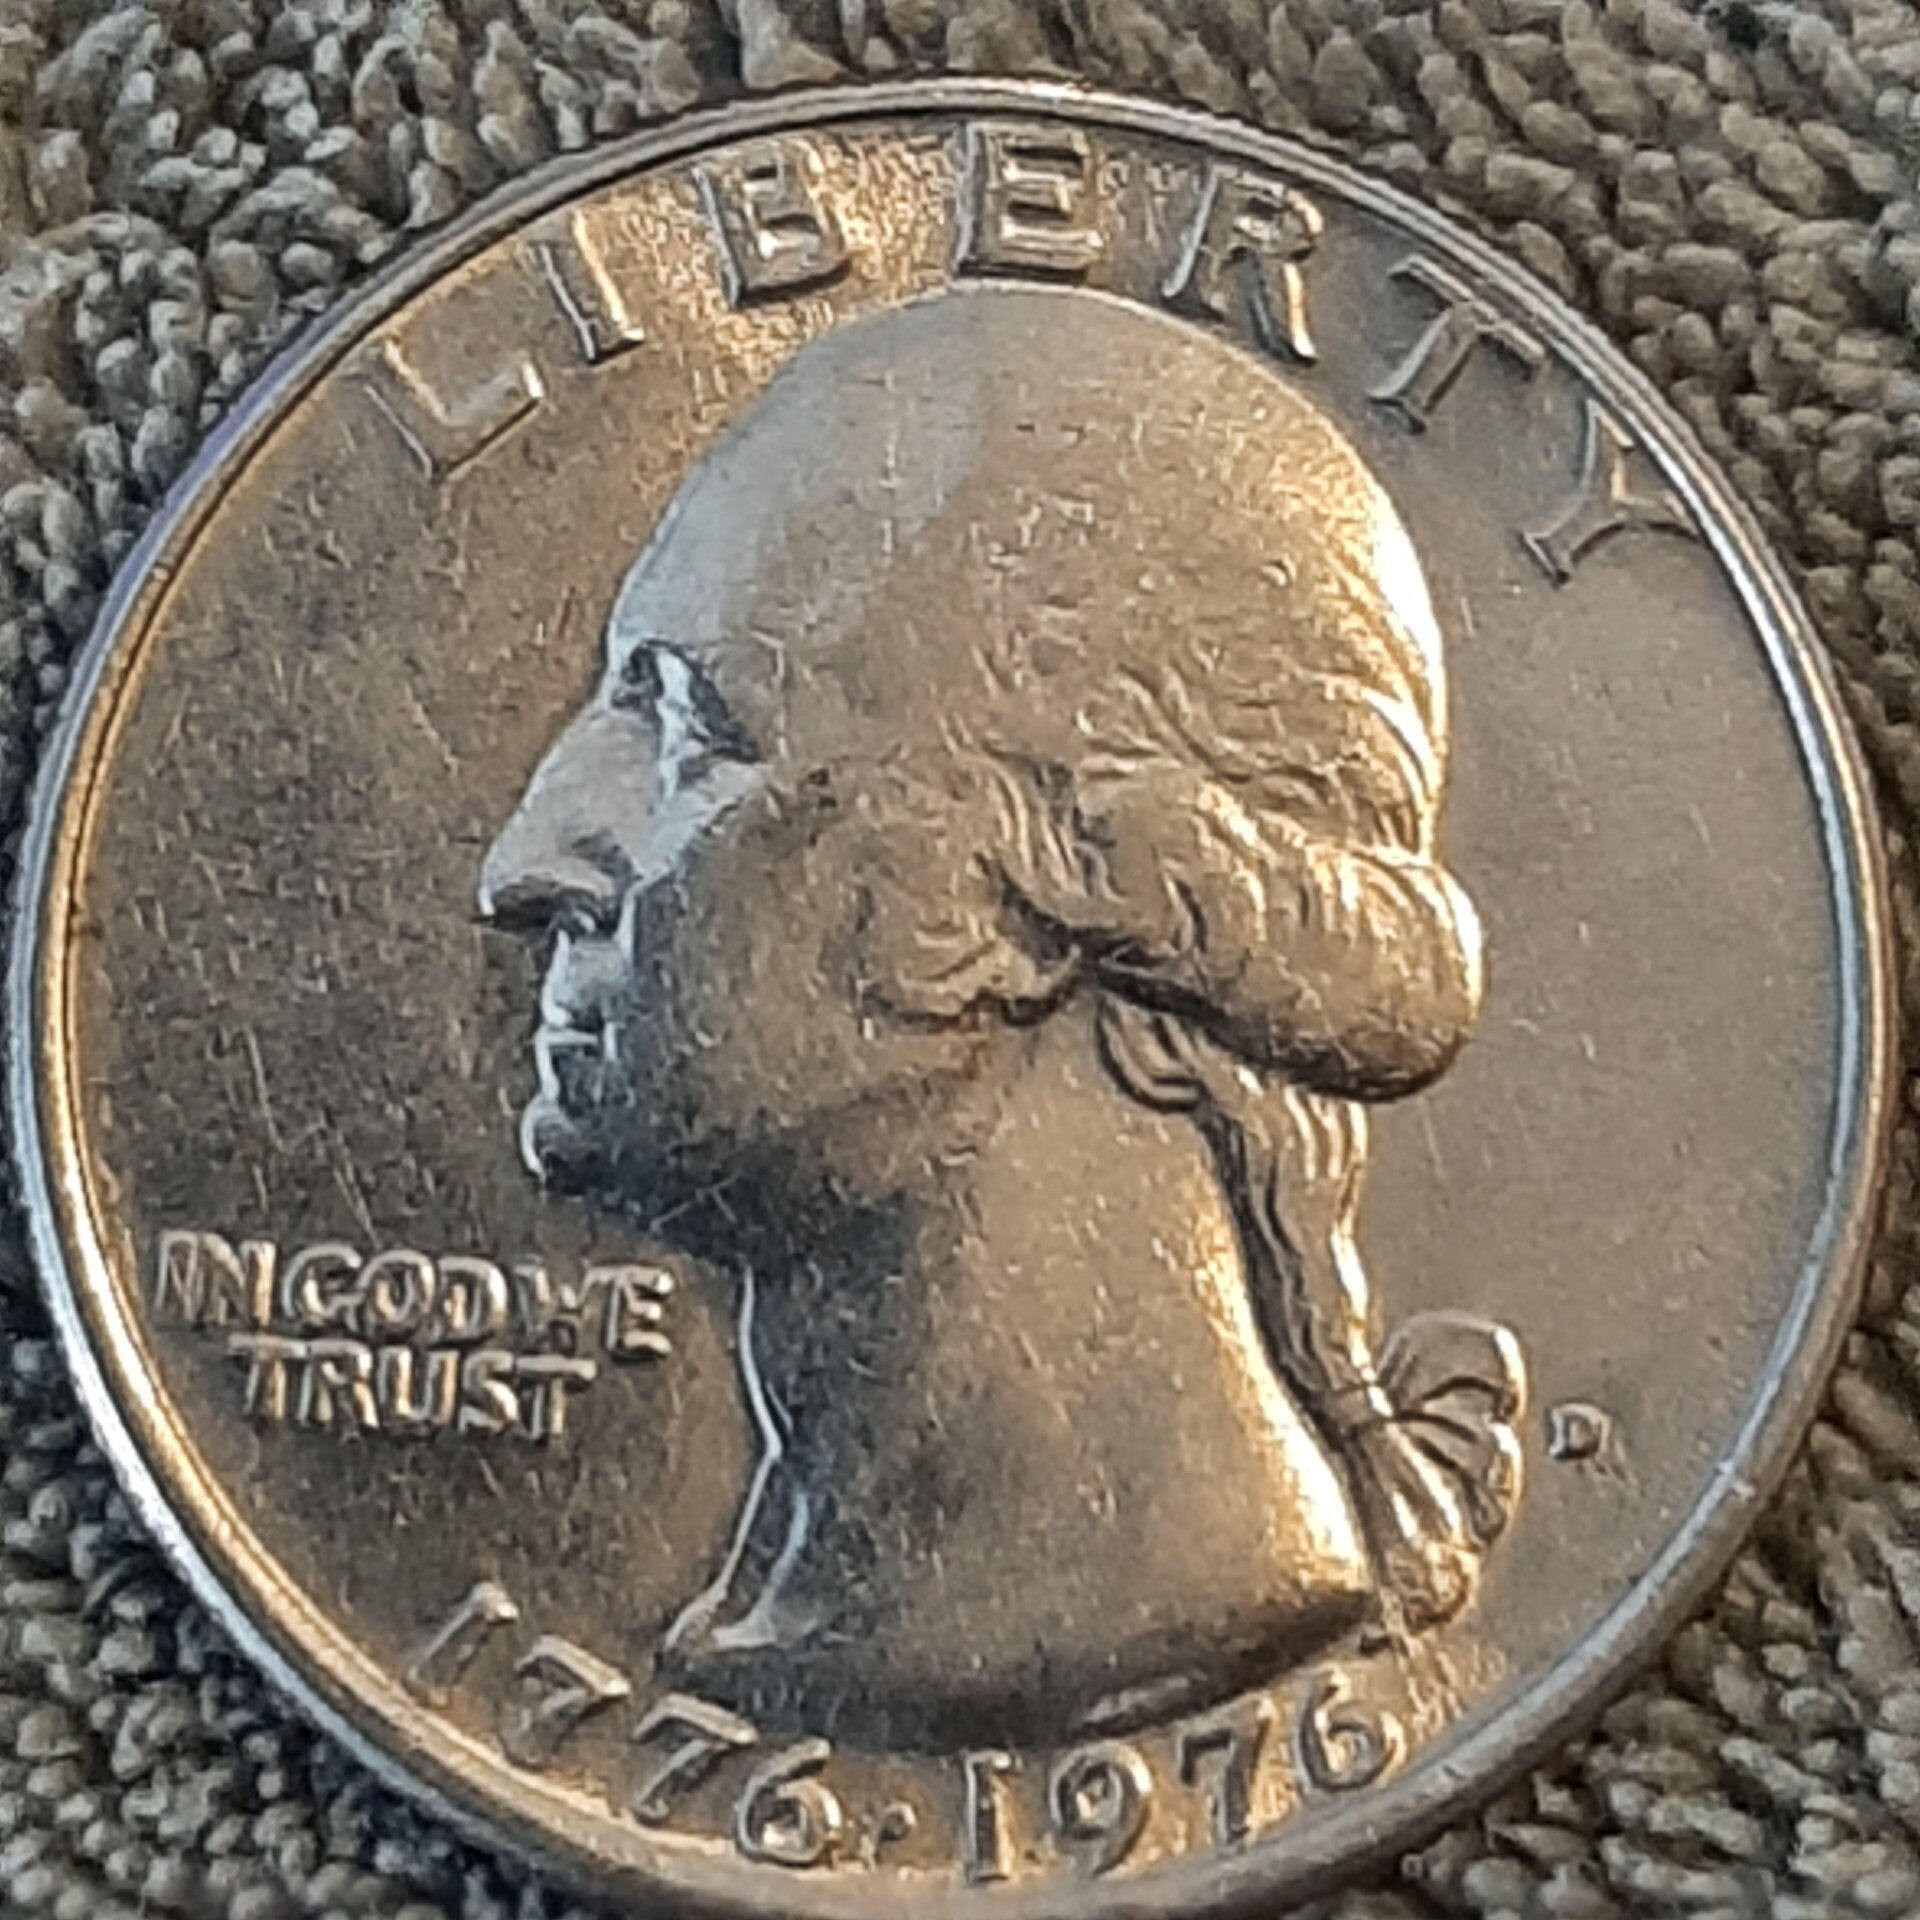 LIBERTY
IN GOD WE
TRUST
D
1776·1976